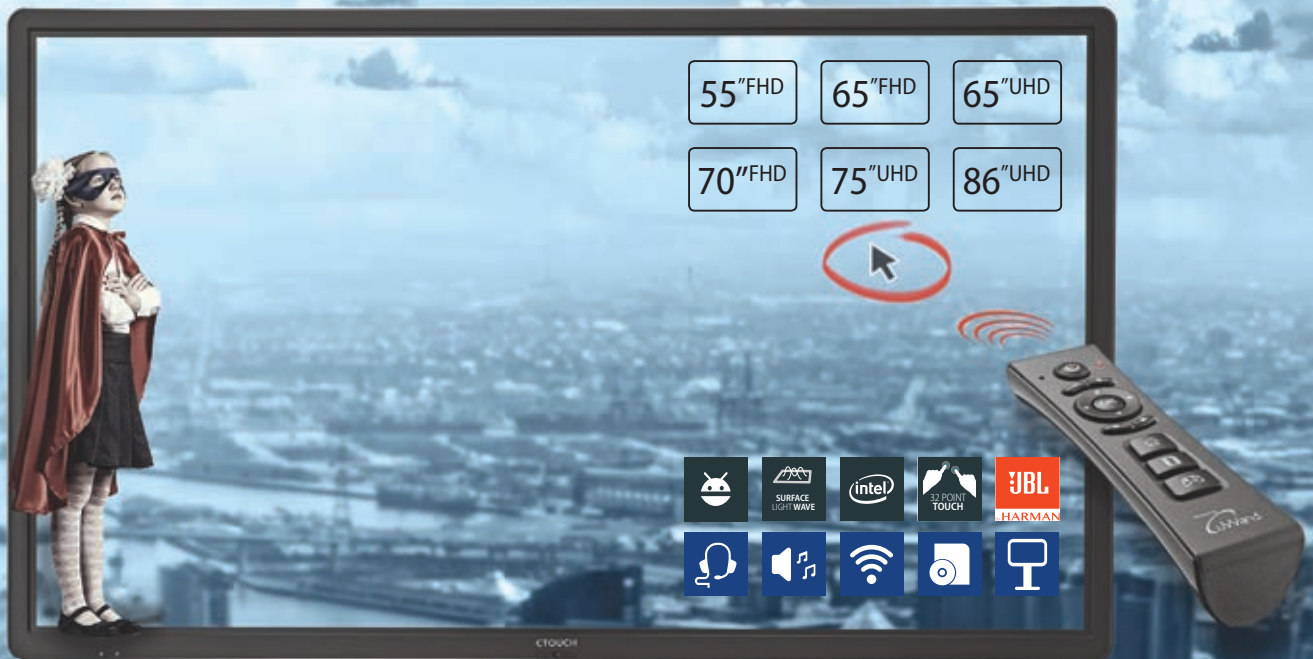 55"FHD 65"FHD 65"UHD
70"FHD 75"UHD 86"UHD
SURFACE
LIGHT WAVE
intel
32 POINT
TOUCH
JBL
HARMAN
CTOUCH